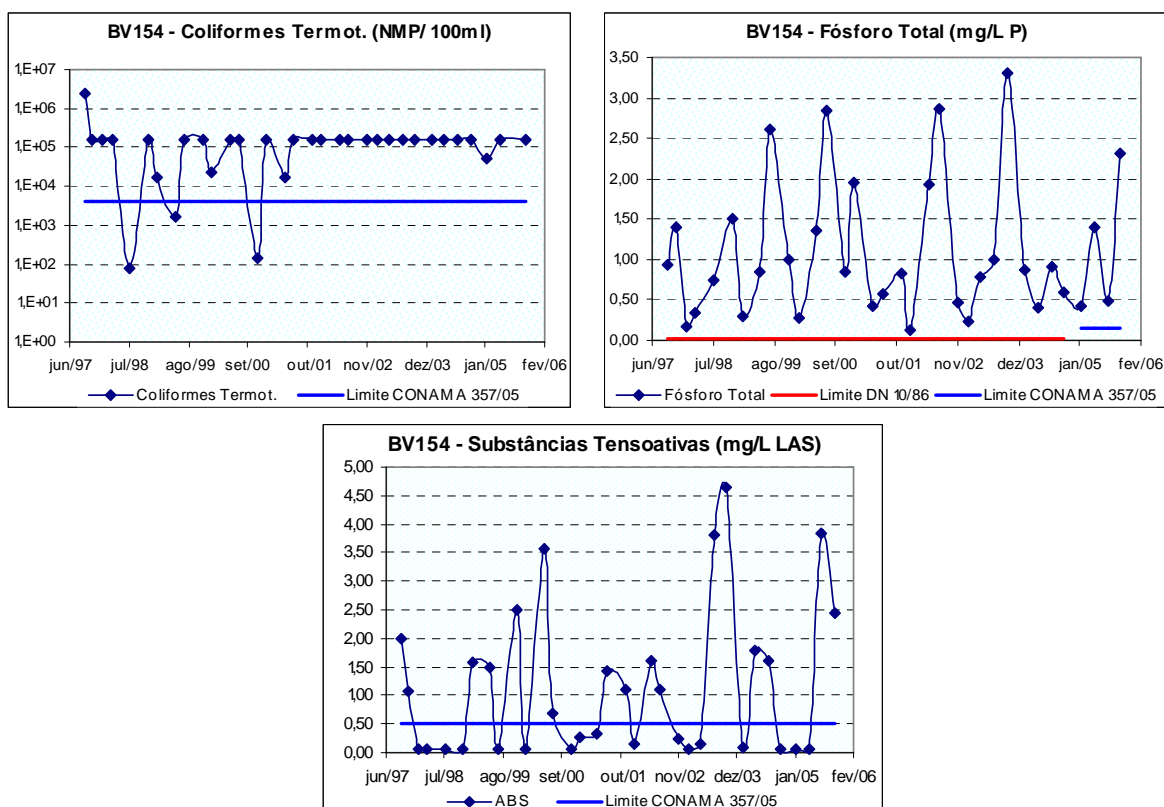 BV154 - Coliformes Termot. (NMP/ 100ml)
1,E+07
1,E+06
1,E+05
1,E+04
1,E+03
1,E+02
1,E+01
1,E+00
jun/97 jul/98 ago/99 set/00 out/01 nov/02 dez/03 jan/05 fev/06
Coliformes Termot. Limite CONAMA 357/05
BV154 - Fósforo Total (mg/L P)
3,50
3,00
2,50
2,00
1,50
1,00
0,50
0,00
jun/97 jul/98 ago/99 set/00 out/01 nov/02 dez/03 jan/05 fev/06
Fósforo Total Limite DN 10/86 Limite CONAMA 357/05
BV154 - Substâncias Tensoativas (mg/L LAS)
5,00
4,50
4,00
3,50
3,00
2,50
2,00
1,50
1,00
0,50
0,00
jun/97 jul/98 ago/99 set/00 out/01 nov/02 dez/03 jan/05 fev/06
ABS Limite CONAMA 357/05